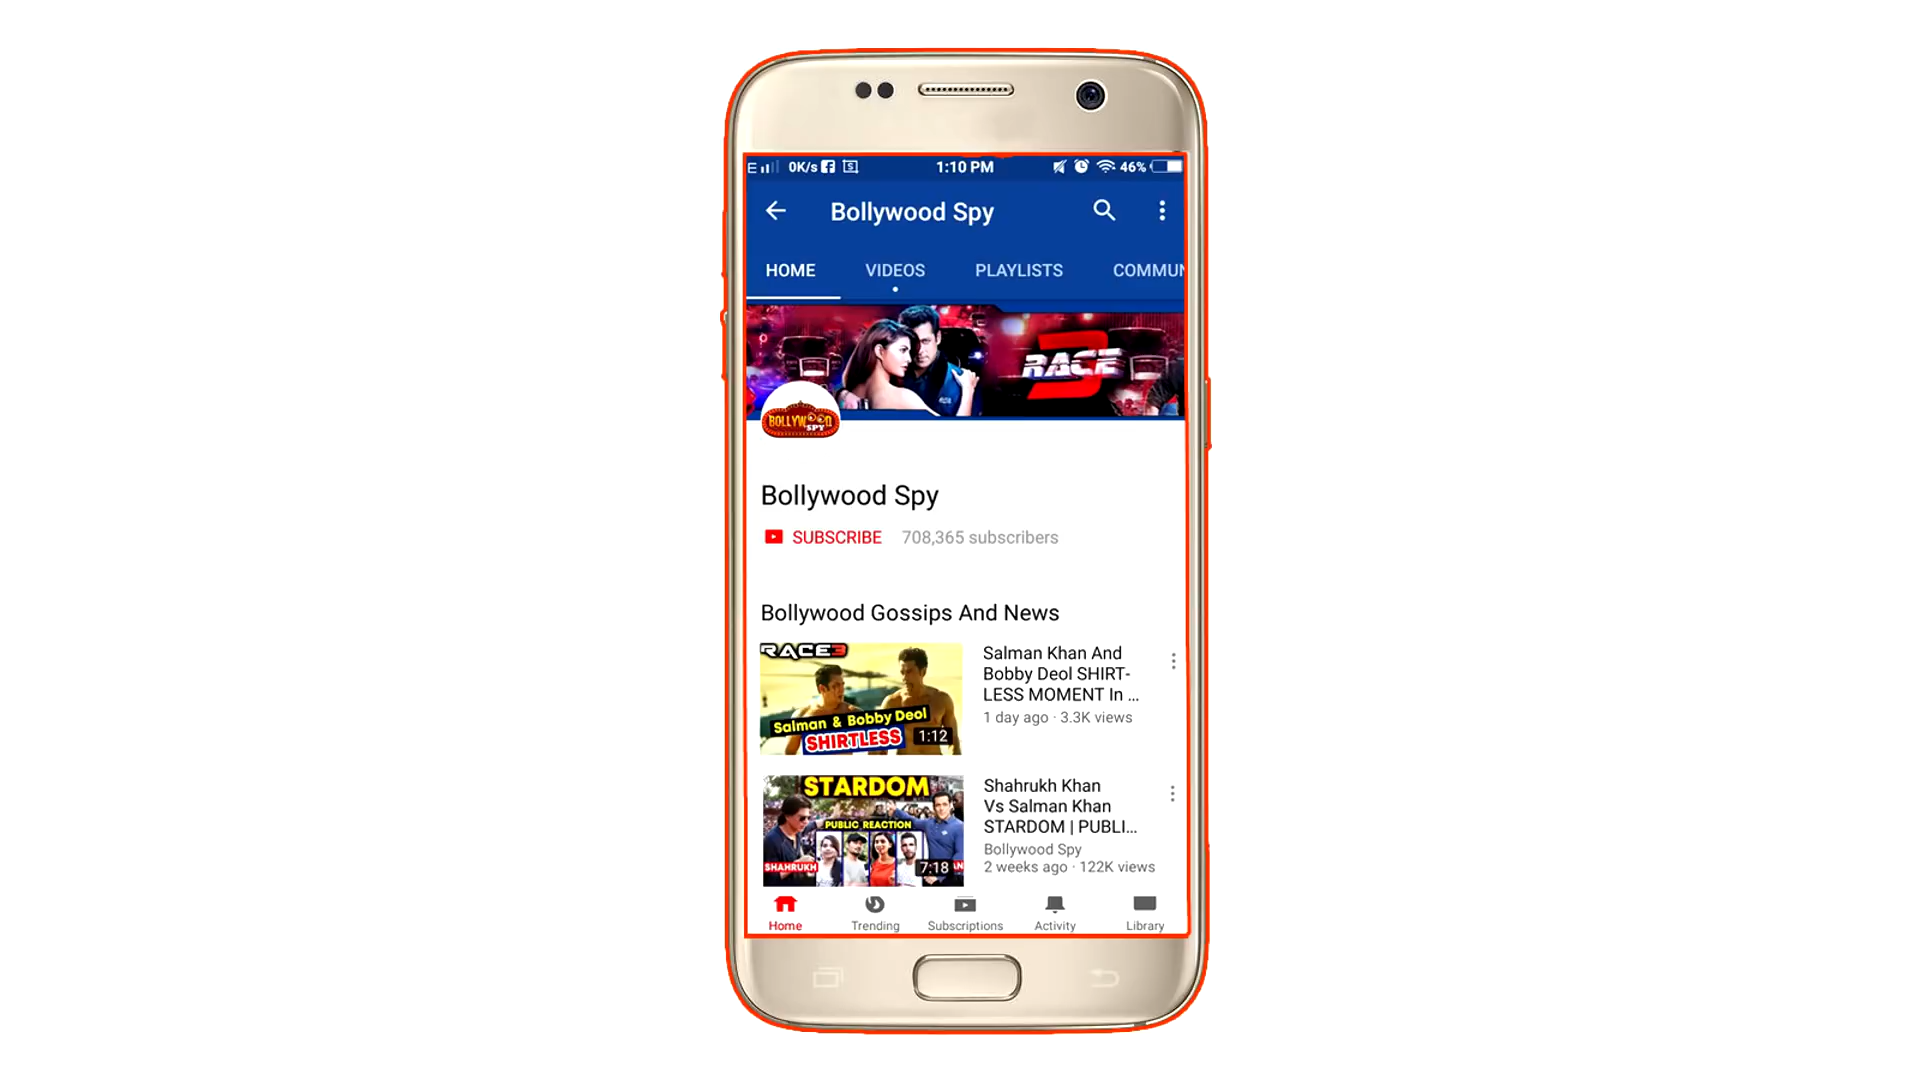 E 0K/s 1:10 PM 46%
Bollywood Spy
HOME VIDEOS PLAYLISTS COMMUN
RACE 3
BOLLYWOOD
SPY
Bollywood Spy
SUBSCRIBE 708,365 subscribers
Bollywood Gossips And News
RACE3
Salman & Bobby Deol
SHIRTLESS
1:12
Salman Khan And
Bobby Deol SHIRT-
LESS MOMENT In ...
1 day ago · 3.3K views
STARDOM
PUBLIC REACTION
SHAHRUKH
7:18
Shahrukh Khan
Vs Salman Khan
STARDOM | PUBLI...
Bollywood Spy
2 weeks ago · 122K views
Home Trending Subscriptions Activity Library